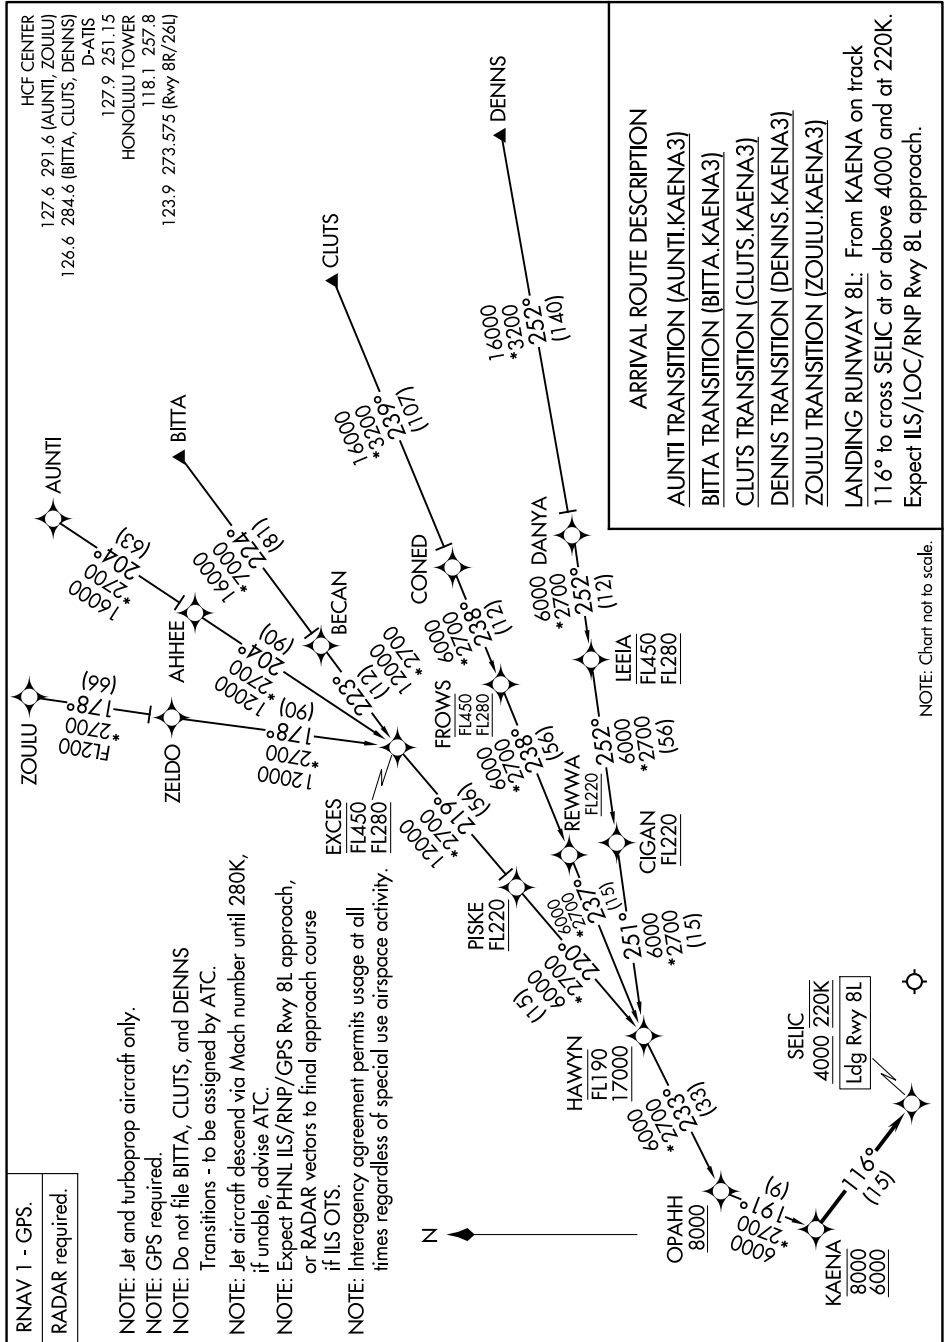 RNAV 1 - GPS.
RADAR required.
NOTE: Jet and turboprop aircraft only.
NOTE: GPS required.
NOTE: Do not file BITTA, CLUTS, and DENNS
Transitions - to be assigned by ATC.
NOTE: Jet aircraft descend via Mach number until 280K,
if unable, advise ATC.
NOTE: Expect PHNL ILS/RNP/GPS Rwy 8L approach,
or RADAR vectors to final approach course
if ILS OTS.
NOTE: Interagency agreement permits usage at all
times regardless of special use airspace activity.
HCF CENTER
127.6 291.6 (AUNTI, ZOULU)
126.6 284.6 (BITTA, CLUTS, DENNS)
D-ATIS
127.9 251.15
HONOLULU TOWER
118.1 257.8
123.9 273.575 (Rwy 8R/26L)
ZOULU
FL200
*2700
178°
(66)
ZELDO
12000
*2700
178°
(90)
AUNTI
16000
*2700
204°
(63)
AHHEE
12000
*2700
204°
(90)
BITTA
16000
*7000
224°
(81)
BECAN
223°
(12)
12000
*2700
EXCES
FL450
FL280
12000
*2700
219°
(56)
PISKE
FL220
6000
*2700
220°
(15)
CLUTS
16000
*3200
239°
(107)
CONED
6000
*2700
238°
(12)
FROWS
FL450
FL280
6000
*2700
238°
(56)
REWWA
FL220
6000
*2700
237°
(15)
DENNS
16000
*3200
252°
(140)
DANYA
6000
*2700
252°
(12)
LEEIA
FL450
FL280
252°
6000
*2700
(56)
CIGAN
FL220
251°
6000
*2700
(15)
HAWYN
FL190
17000
6000
*2700
233°
(33)
OPAHH
8000
6000
*2700
191°
(9)
KAENA
8000
6000
116°
(15)
SELIC
4000 220K
Ldg Rwy 8L
N
ARRIVAL ROUTE DESCRIPTION
AUNTI TRANSITION (AUNTI.KAENA3)
BITTA TRANSITION (BITTA.KAENA3)
CLUTS TRANSITION (CLUTS.KAENA3)
DENNS TRANSITION (DENNS.KAENA3)
ZOULU TRANSITION (ZOULU.KAENA3)
LANDING RUNWAY 8L: From KAENA on track
116° to cross SELIC at or above 4000 and at 220K.
Expect ILS/LOC/RNP Rwy 8L approach.
NOTE: Chart not to scale.